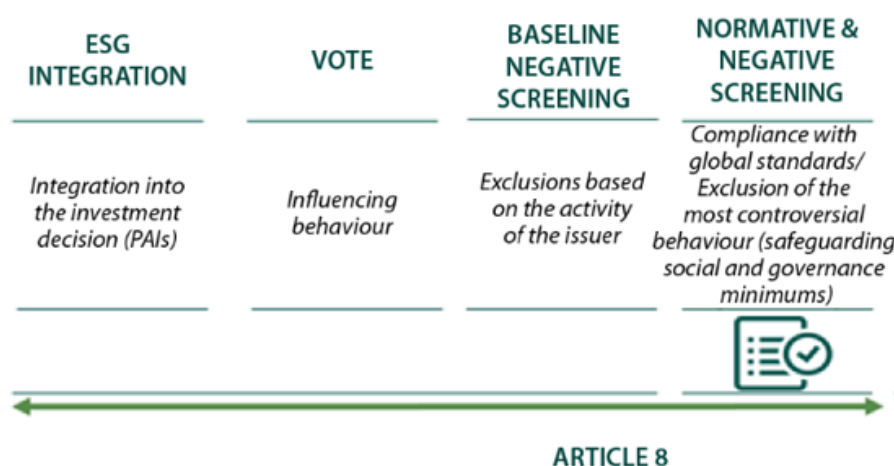 ESG
INTEGRATION
VOTE
BASELINE
NEGATIVE
SCREENING
NORMATIVE &
NEGATIVE
SCREENING
Integration into
the investment
decision (PAIs)
Influencing
behaviour
Exclusions based
on the activity
of the issuer
Compliance with
global standards/
Exclusion of the
most controversial
behaviour (safeguarding
social and governance
minimums)
ARTICLE 8